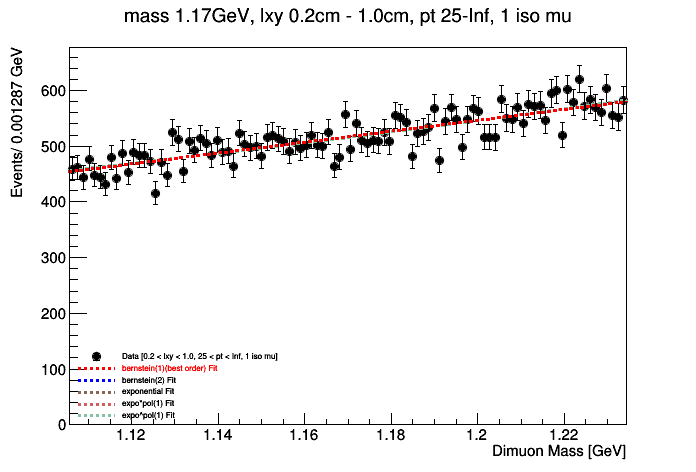 mass 1.17GeV, lxy 0.2cm - 1.0cm, pt 25-Inf, 1 iso mu
Events/ 0.001287 GeV
600
500
400
300
200
100
0
Data [0.2 < lxy < 1.0, 25 < pt < Inf, 1 iso mu]
bernstein(1)(best order) Fit
bernstein(2) Fit
exponential Fit
expo*pol(1) Fit
expo^pol(1) Fit
1.12 1.14 1.16 1.18 1.2 1.22
Dimuon Mass [GeV]